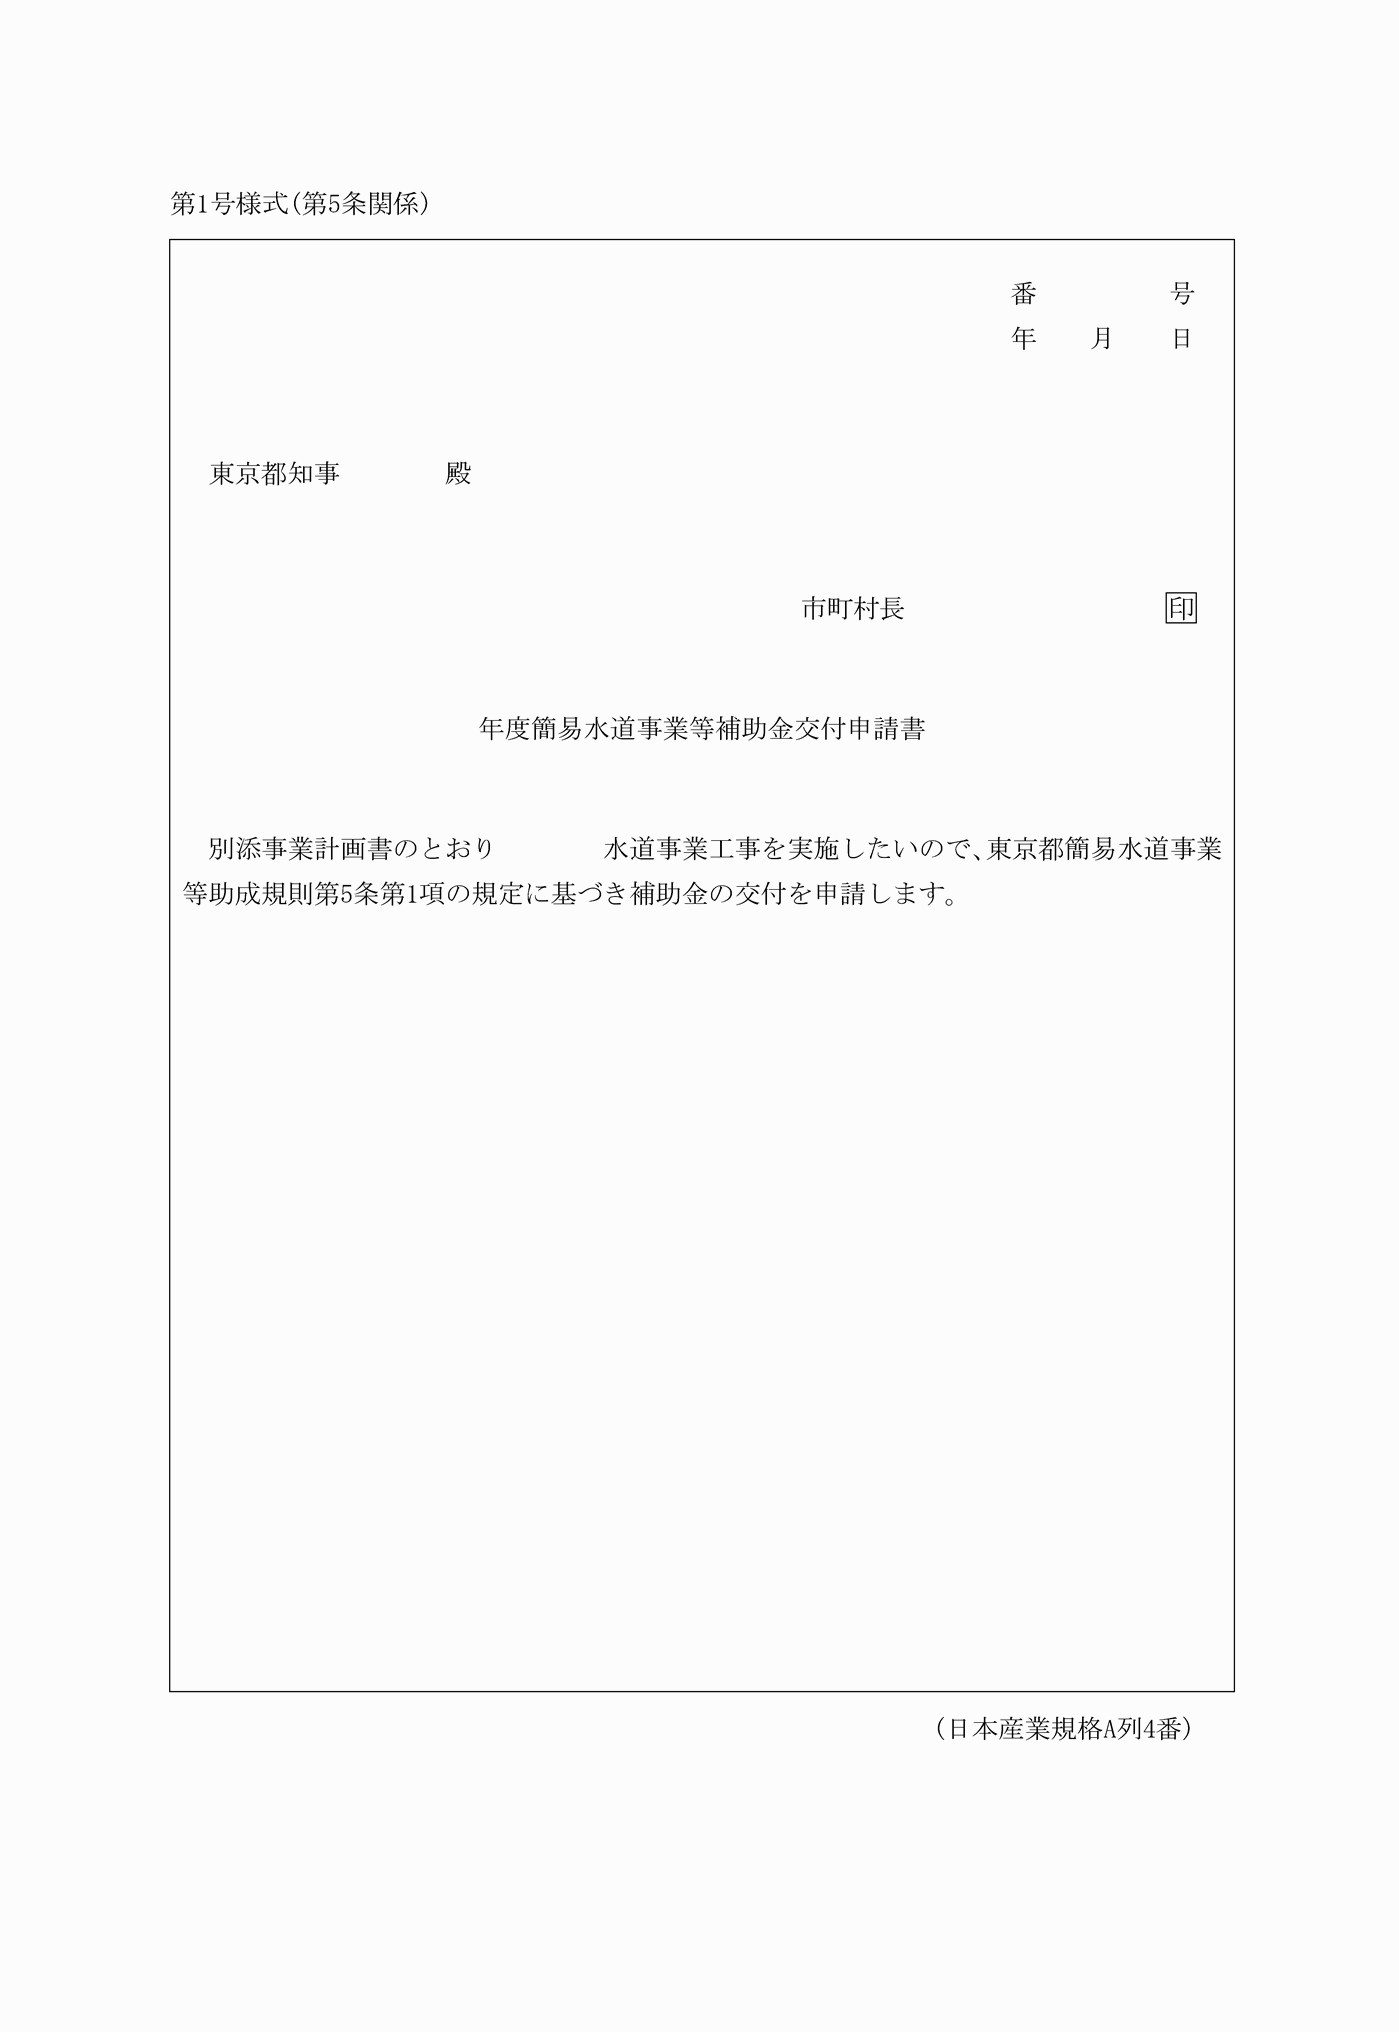 第1号様式(第5条関係)
番　　　　　号
年　　月　　日
東京都知事　　　　殿
市町村長　　　　　　　　　　印
年度簡易水道事業等補助金交付申請書
別添事業計画書のとおり　　　　水道事業工事を実施したいので、東京都簡易水道事業
等助成規則第5条第1項の規定に基づき補助金の交付を申請します。
(日本産業規格A列4番)